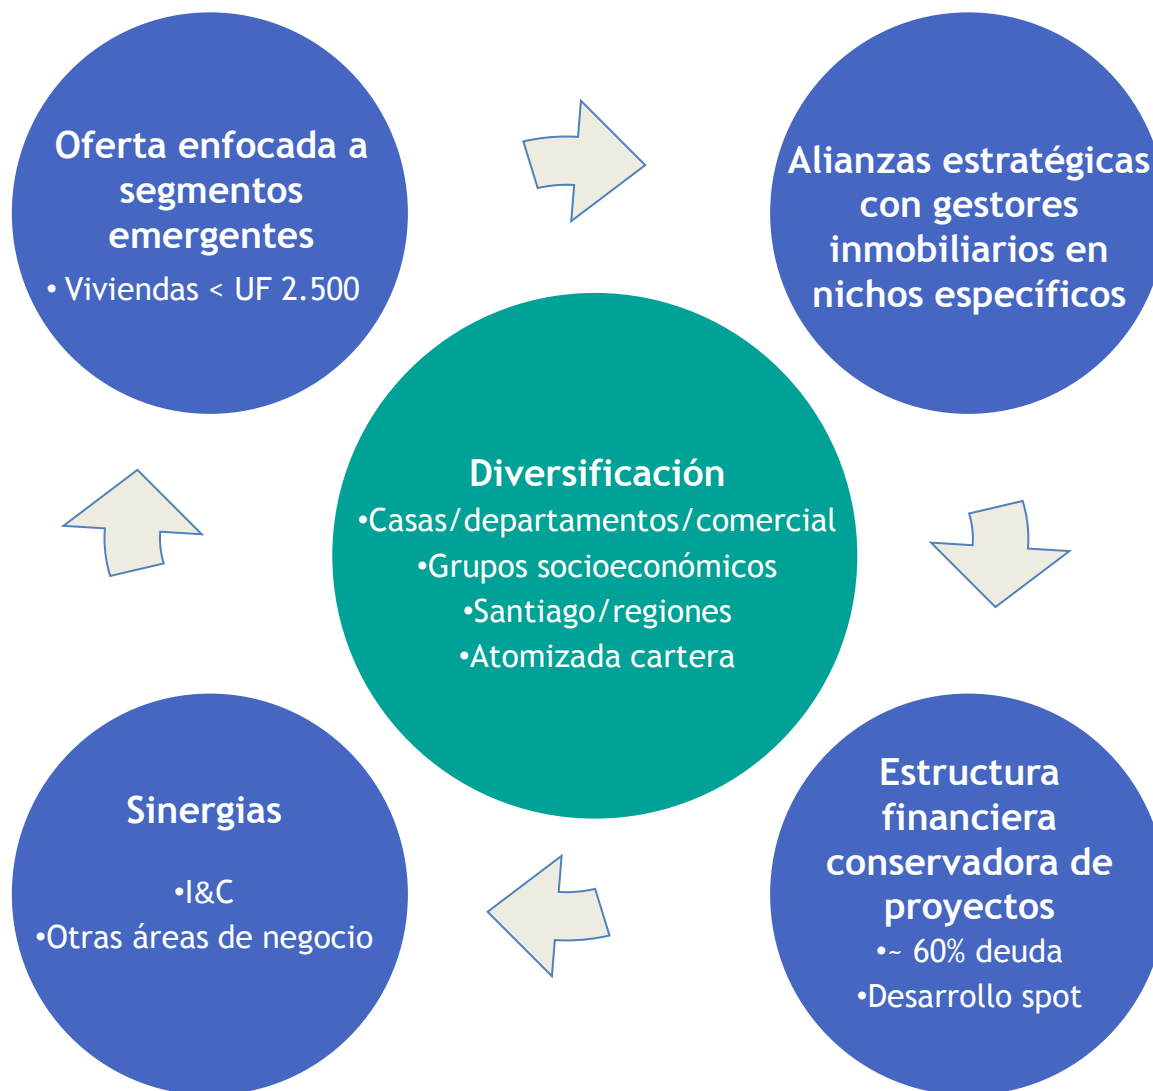 Oferta enfocada a
segmentos
emergentes
• Viviendas < UF 2.500
Alianzas estratégicas
con gestores
inmobiliarios en
nichos específicos
Diversificación
•Casas/departamentos/comercial
•Grupos socioeconómicos
•Santiago/regiones
•Atomizada cartera
Sinergias
•I&C
•Otras áreas de negocio
Estructura
financiera
conservadora de
proyectos
•~ 60% deuda
•Desarrollo spot